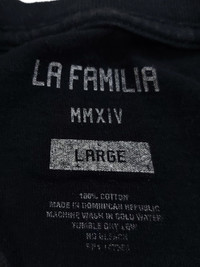 LA FAMILIA
MMXIV
LARGE
100% COTTON
MADE IN DOMINICAN REPUBLIC
MACHINE WASH IN COLD WATER
TUMBLE DRY LOW
NO BLEACH